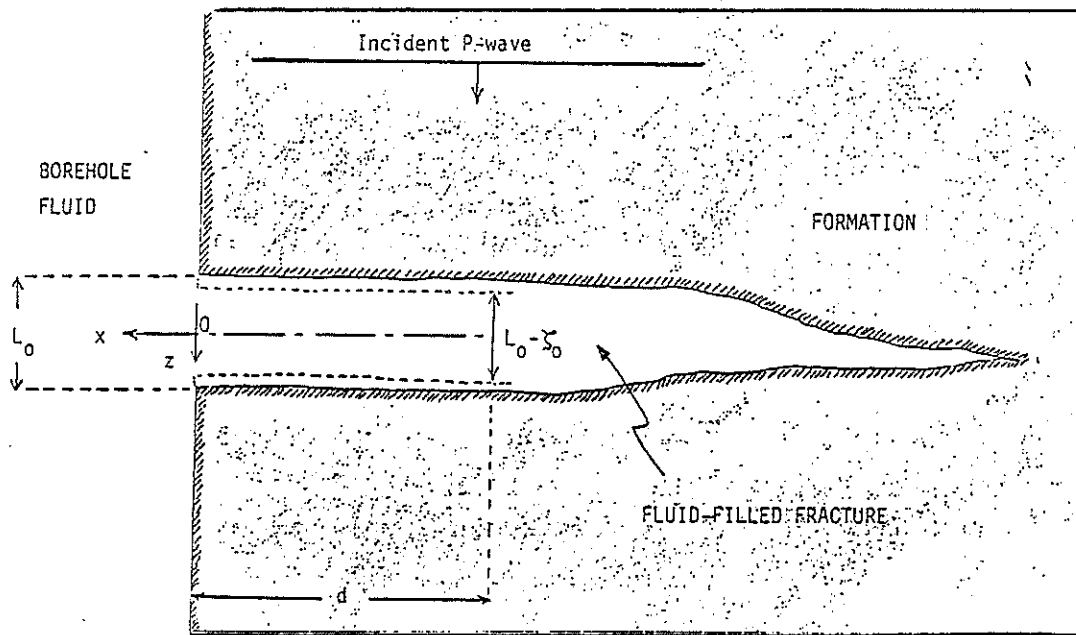 Incident P-wave
BOREHOLE
FLUID
FORMATION
L₀
x
0
z
L₀-ζ₀
FLUID-FILLED FRACTURE
d